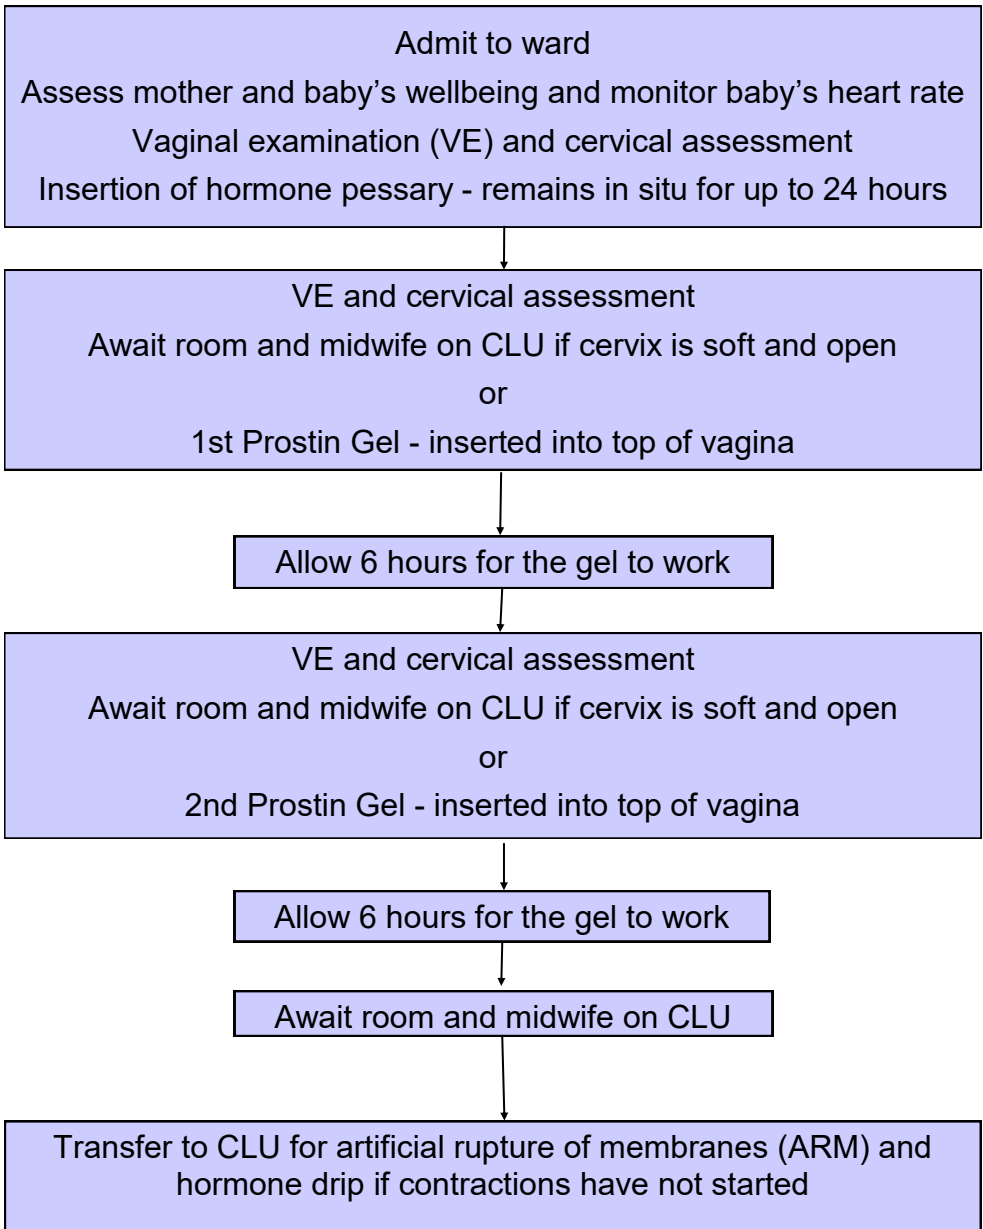 Admit to ward
Assess mother and baby’s wellbeing and monitor baby’s heart rate
Vaginal examination (VE) and cervical assessment
Insertion of hormone pessary - remains in situ for up to 24 hours
VE and cervical assessment
Await room and midwife on CLU if cervix is soft and open
or
1st Prostin Gel - inserted into top of vagina
Allow 6 hours for the gel to work
VE and cervical assessment
Await room and midwife on CLU if cervix is soft and open
or
2nd Prostin Gel - inserted into top of vagina
Allow 6 hours for the gel to work
Await room and midwife on CLU
Transfer to CLU for artificial rupture of membranes (ARM) and
hormone drip if contractions have not started